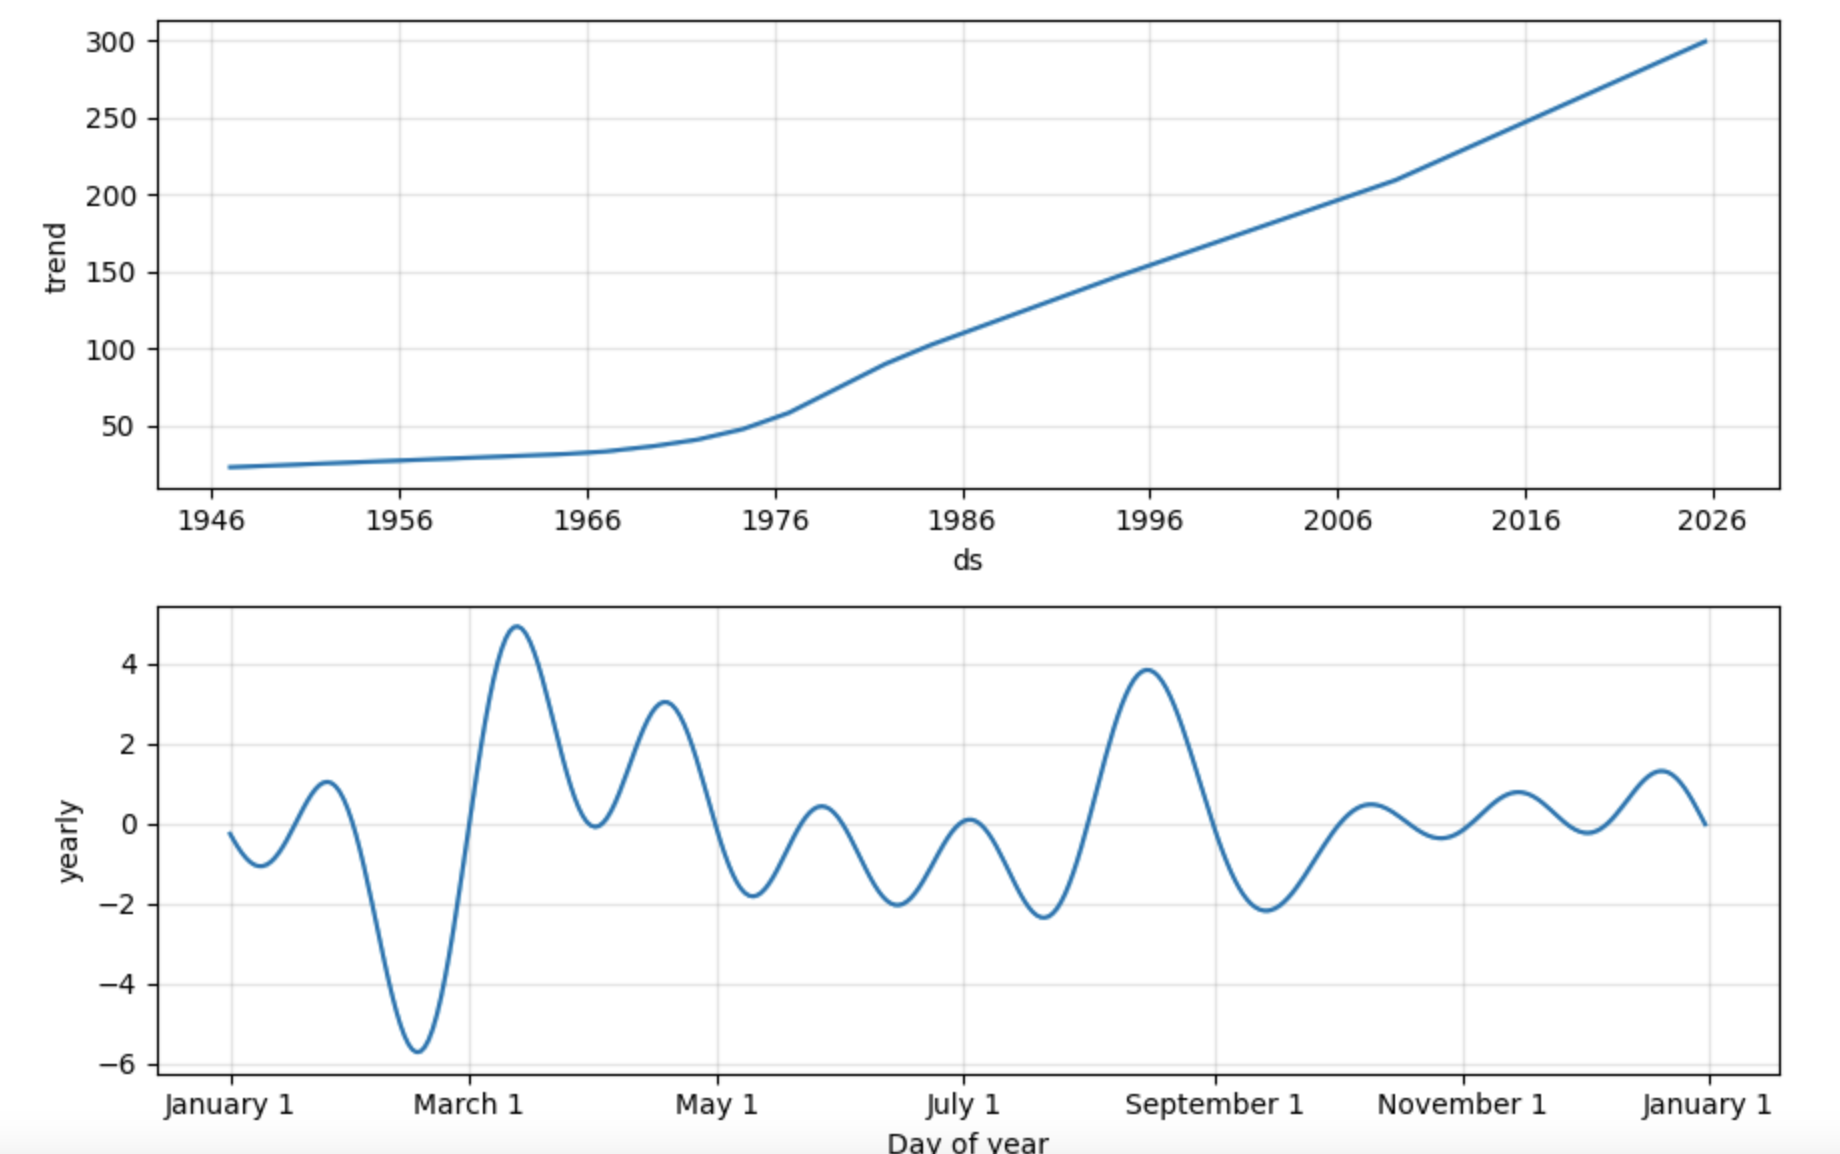 300
250
200
150
100
50
trend
1946 1956 1966 1976 1986 1996 2006 2016 2026
ds
4
2
0
−2
−4
−6
yearly
January 1 March 1 May 1 July 1 September 1 November 1 January 1
Day of year